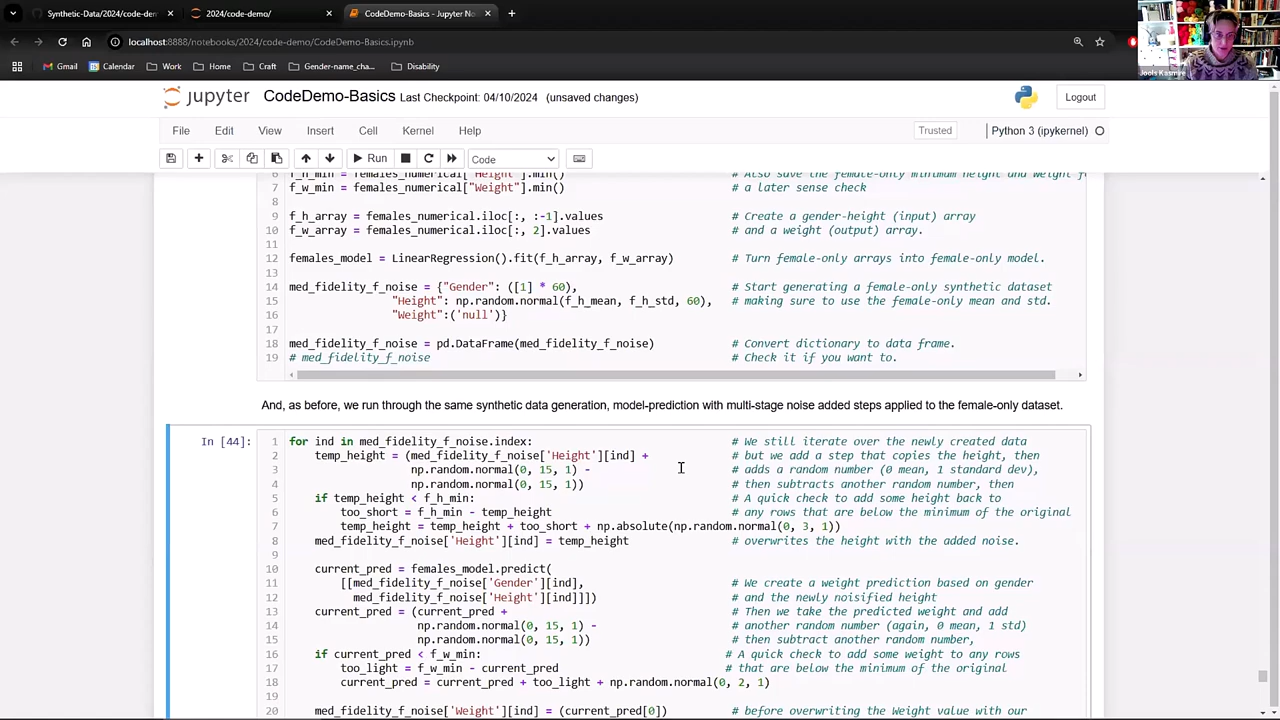 Synthetic-Data/2024/code-dem
2024/code-demo/
CodeDemo-Basics - Jupyter No
localhost:8888/notebooks/2024/code-demo/CodeDemo-Basics.ipynb
Gmail Calendar Work Home Craft Gender-name_cha... Disabili
Jools Kasmire
jupyter CodeDemo-Basics Last Checkpoint: 04/10/2024 (unsaved changes) Logout
File Edit View Insert Cell Kernel Help Trusted Python 3 (ipykernel)
Run Code
6 f_h_min = females_numerical["Height"].min() # Also save the female-only minimum height and weight f
7 f_w_min = females_numerical["Weight"].min() # a later sense check
8
9 f_h_array = females_numerical.iloc[:, :-1].values # Create a gender-height (input) array
10 f_w_array = females_numerical.iloc[:, 2].values # and a weight (output) array.
11
12 females_model = LinearRegression().fit(f_h_array, f_w_array) # Turn female-only arrays into female-only model.
13
14 med_fidelity_f_noise = {"Gender": ([1] * 60), # Start generating a female-only synthetic dataset
15 "Height": np.random.normal(f_h_mean, f_h_std, 60), # making sure to use the female-only mean and std.
16 "Weight":('null')}
17
18 med_fidelity_f_noise = pd.DataFrame(med_fidelity_f_noise) # Convert dictionary to data frame.
19 # med_fidelity_f_noise # Check it if you want to.
And, as before, we run through the same synthetic data generation, model-prediction with multi-stage noise added steps applied to the female-only dataset.
In [44]: 1 for ind in med_fidelity_f_noise.index: # We still iterate over the newly created data
2 temp_height = (med_fidelity_f_noise['Height'][ind] + # but we add a step that copies the height, then
3 np.random.normal(0, 15, 1) - # adds a random number (0 mean, 1 standard dev),
4 np.random.normal(0, 15, 1)) # then subtracts another random number, then
5 if temp_height < f_h_min: # A quick check to add some height back to
6 too_short = f_h_min - temp_height # any rows that are below the minimum of the original
7 temp_height = temp_height + too_short + np.absolute(np.random.normal(0, 3, 1))
8 med_fidelity_f_noise['Height'][ind] = temp_height # overwrites the height with the added noise.
9
10 current_pred = females_model.predict(
11 [[med_fidelity_f_noise['Gender'][ind], # We create a weight prediction based on gender
12 med_fidelity_f_noise['Height'][ind]]]) # and the newly noisified height
13 current_pred = (current_pred + # Then we take the predicted weight and add
14 np.random.normal(0, 15, 1) - # another random number (again, 0 mean, 1 std)
15 np.random.normal(0, 15, 1)) # then subtract another random number,
16 if current_pred < f_w_min: # A quick check to add some weight to any rows
17 too_light = f_w_min - current_pred # that are below the minimum of the original
18 current_pred = current_pred + too_light + np.random.normal(0, 2, 1)
19
20 med_fidelity_f_noise['Weight'][ind] = (current_pred[0]) # before overwriting the Weight value with our